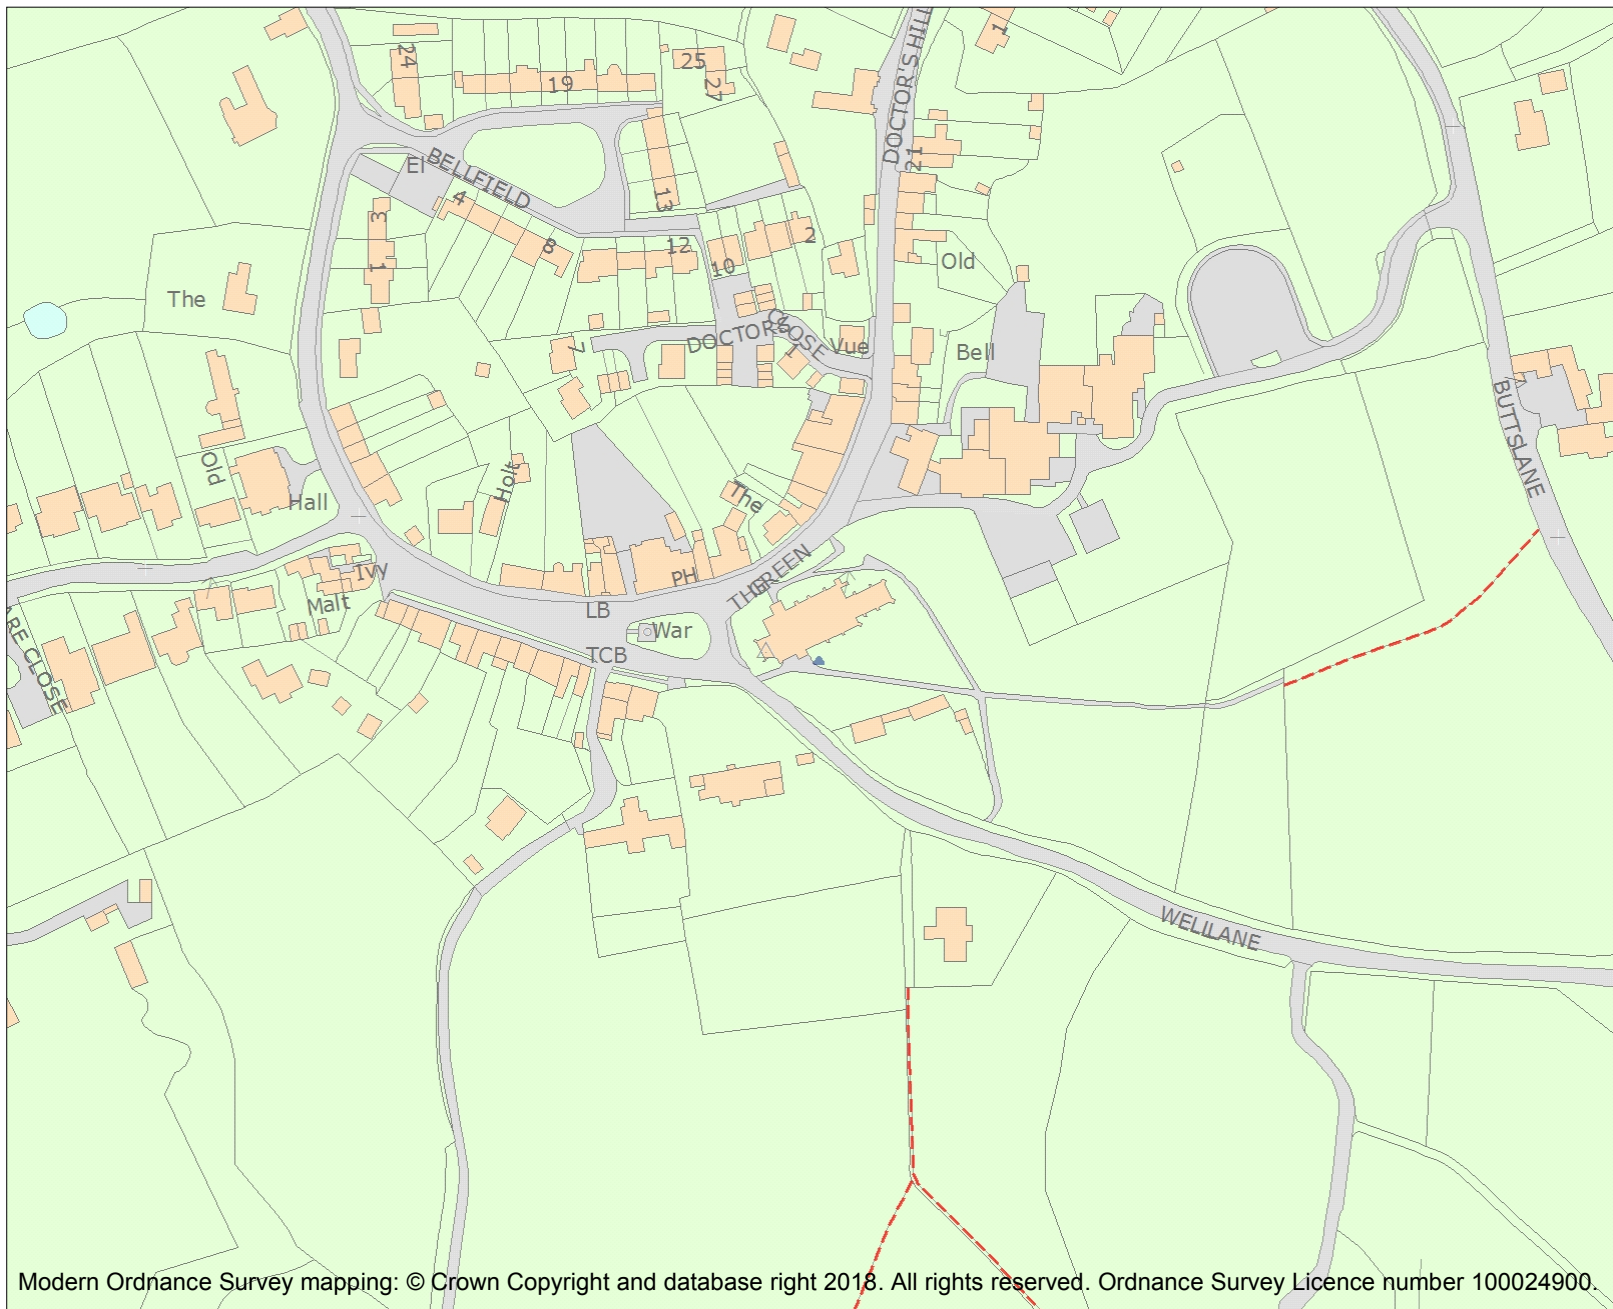 DOCTOR'S HILL
1
24
19
25
27
21
El
BELLFIELD
4
13
3
8
12
2
10
1
Old
The
DOCTORS
CLOSE
7
1
Vue
Bell
BUTTS LANE
Old
Hall
Holt
The
Ivy
Malt
PH
THE
GREEN
LB
War
TCB
ARE CLOSE
WELL LANE
Modern Ordnance Survey mapping: © Crown Copyright and database right 2018. All rights reserved. Ordnance Survey Licence number 100024900.